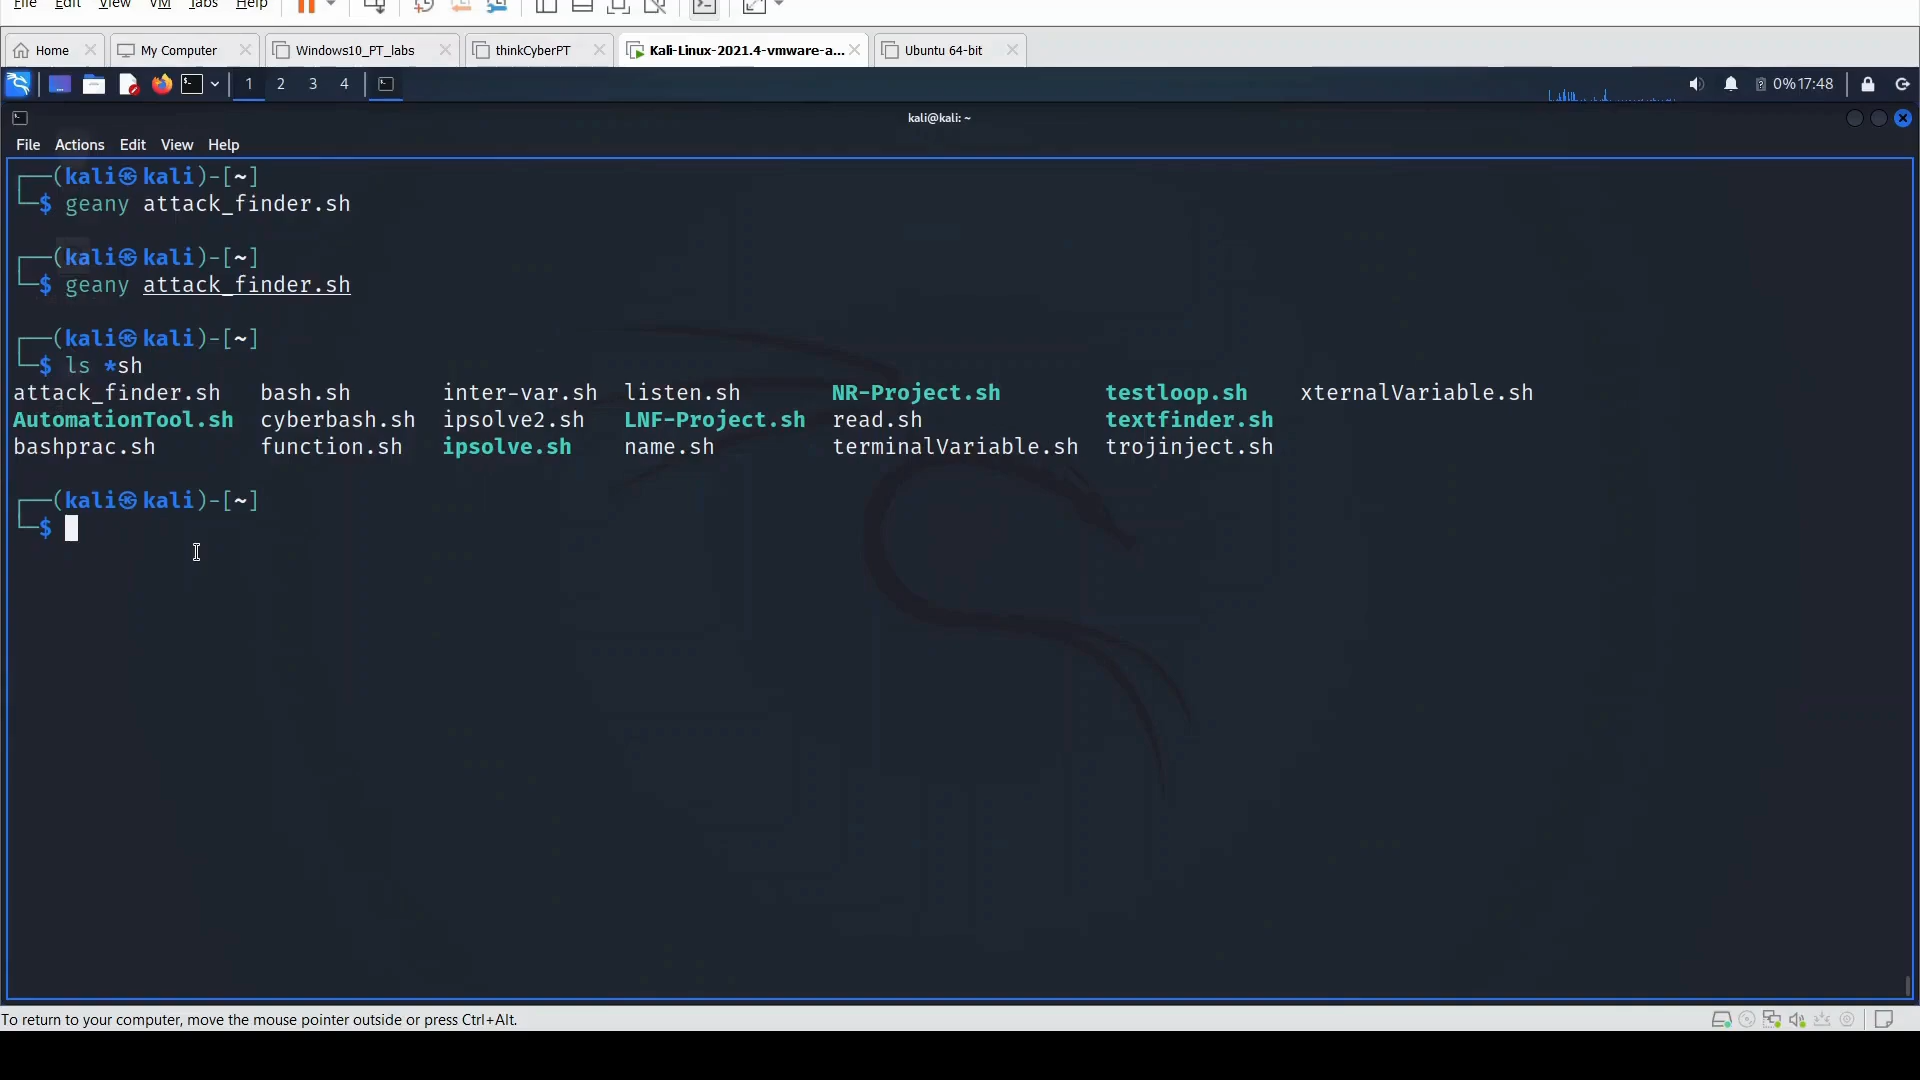 File Edit View VM Tabs Help
Home My Computer Windows10_PT_labs thinkCyberPT Kali-Linux-2021.4-vmware-a... Ubuntu 64-bit
1 2 3 4 0% 17:48
kali@kali: ~
File Actions Edit View Help
┌──(kali㉿kali)-[~]
└─$ geany attack_finder.sh
┌──(kali㉿kali)-[~]
└─$ geany attack_finder.sh
┌──(kali㉿kali)-[~]
└─$ ls *sh
attack_finder.sh bash.sh inter-var.sh listen.sh NR-Project.sh testloop.sh xternalVariable.sh
AutomationTool.sh cyberbash.sh ipsolve2.sh LNF-Project.sh read.sh textfinder.sh
bashprac.sh function.sh ipsolve.sh name.sh terminalVariable.sh trojinject.sh
┌──(kali㉿kali)-[~]
└─$
To return to your computer, move the mouse pointer outside or press Ctrl+Alt.